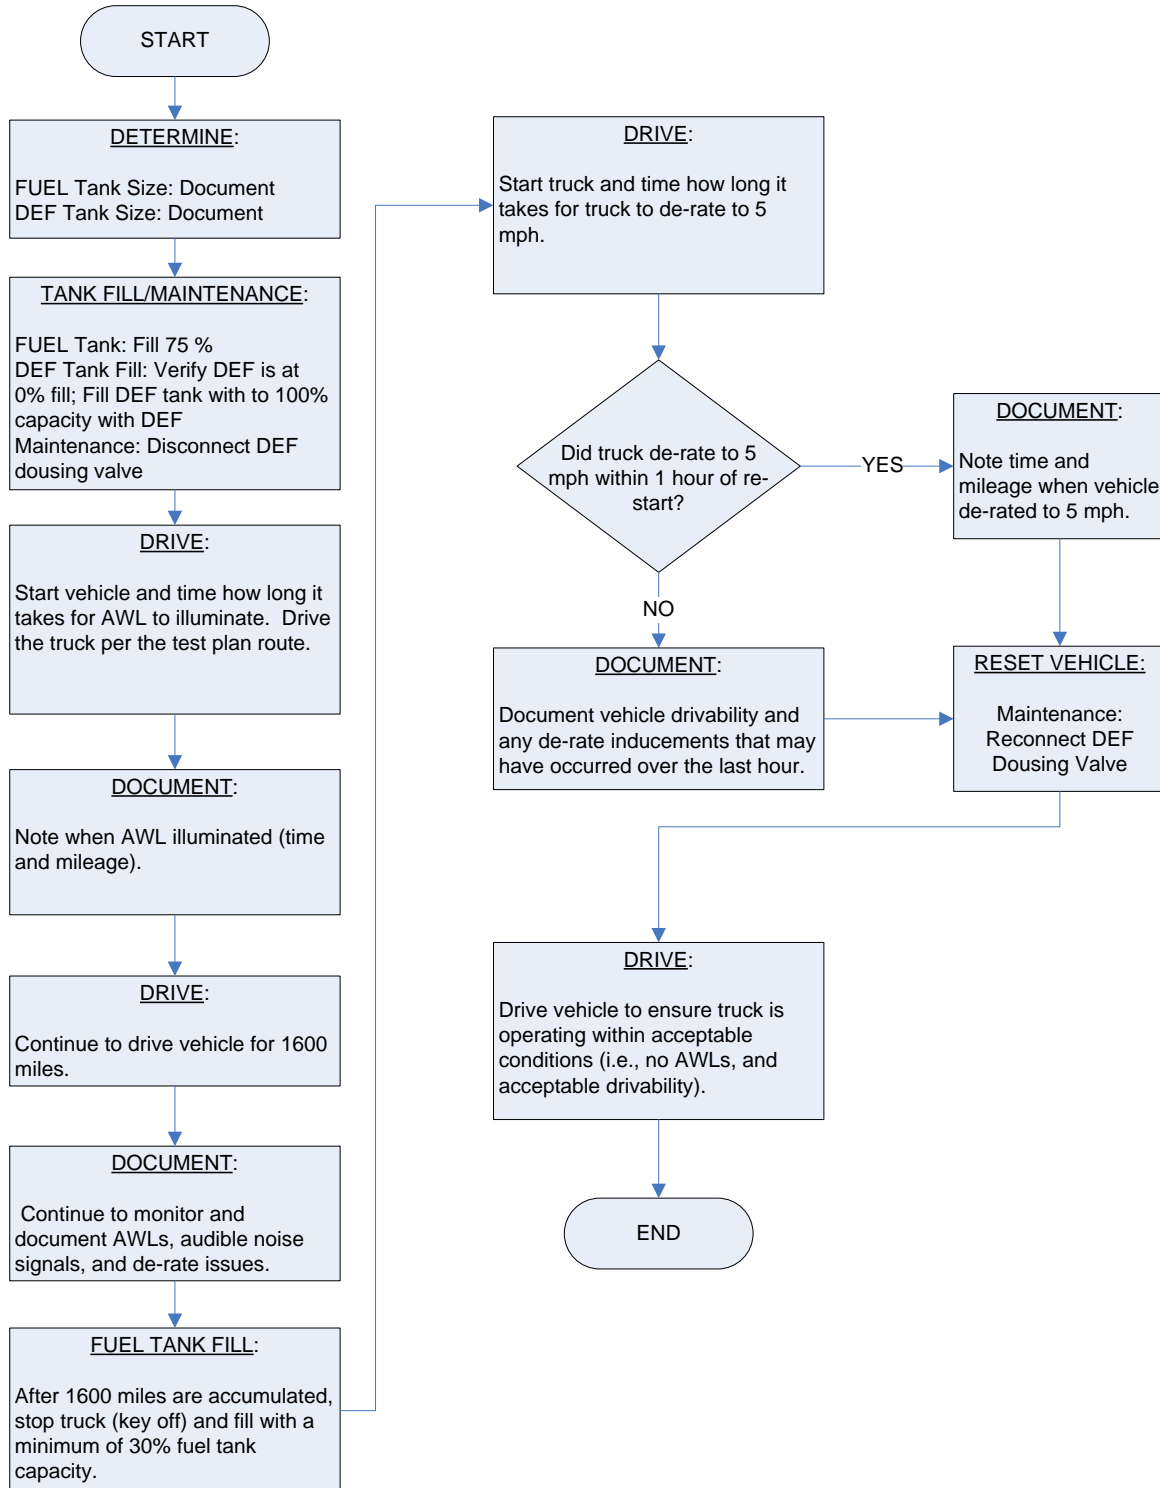 START
DETERMINE:
FUEL Tank Size: Document
DEF Tank Size: Document
TANK FILL/MAINTENANCE:
FUEL Tank: Fill 75 %
DEF Tank Fill: Verify DEF is at
0% fill; Fill DEF tank with to 100%
capacity with DEF
Maintenance: Disconnect DEF
dousing valve
DRIVE:
Start vehicle and time how long it
takes for AWL to illuminate.  Drive
the truck per the test plan route.
DOCUMENT:
Note when AWL illuminated (time
and mileage).
DRIVE:
Continue to drive vehicle for 1600
miles.
DOCUMENT:
Continue to monitor and
document AWLs, audible noise
signals, and de-rate issues.
FUEL TANK FILL:
After 1600 miles are accumulated,
stop truck (key off) and fill with a
minimum of 30% fuel tank
capacity.
DRIVE:
Start truck and time how long it
takes for truck to de-rate to 5
mph.
Did truck de-rate to 5
mph within 1 hour of re-
start?
YES
DOCUMENT:
Note time and
mileage when vehicle
de-rated to 5 mph.
NO
DOCUMENT:
Document vehicle drivability and
any de-rate inducements that may
have occurred over the last hour.
RESET VEHICLE:
Maintenance:
Reconnect DEF
Dousing Valve
DRIVE:
Drive vehicle to ensure truck is
operating within acceptable
conditions (i.e., no AWLs, and
acceptable drivability).
END